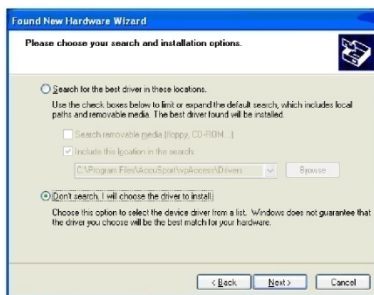 Found New Hardware Wizard
Please choose your search and installation options.
Search for the best driver in these locations.
Use the check boxes below to limit or expand the default search, which includes local
paths and removable media. The best driver found will be installed.
Search removable media (floppy, CD-ROM...)
Include this location in the search:
C:\Program Files\AccuSport\wpAccess\Drivers
Browse
Don't search. I will choose the driver to install.
Choose this option to select the device driver from a list. Windows does not guarantee that
the driver you choose will be the best match for your hardware.
< Back
Next >
Cancel